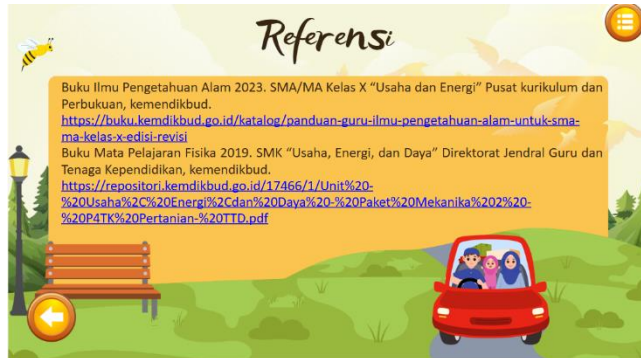 Referensi
Buku Ilmu Pengetahuan Alam 2023. SMA/MA Kelas X “Usaha dan Energi” Pusat kurikulum dan
Perbukuan, kemendikbud.
https://buku.kemdikbud.go.id/katalog/panduan-guru-ilmu-pengetahuan-alam-untuk-sma-
ma-kelas-x-edisi-revisi
Buku Mata Pelajaran Fisika 2019. SMK “Usaha, Energi, dan Daya” Direktorat Jendral Guru dan
Tenaga Kependidikan, kemendikbud.
https://repositori.kemdikbud.go.id/17466/1/Unit%20-
%20Usaha%2C%20Energi%2Cdan%20Daya%20-%20Paket%20Mekanika%202%20-
%20P4TK%20Pertanian-%20TTD.pdf